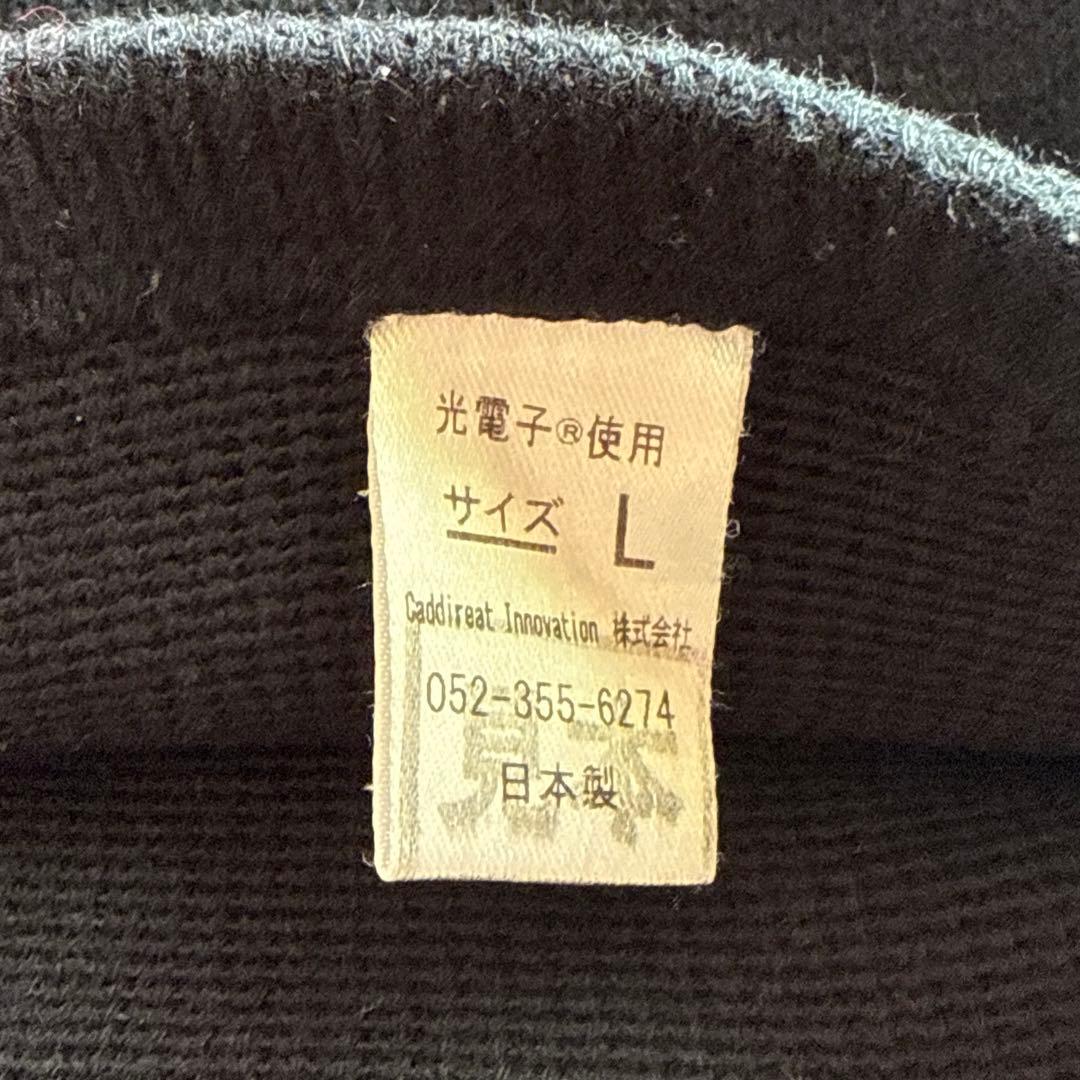 光電子®使用
サイズ L
Caddireat Innovation 株式会社
052-355-6274
日本製